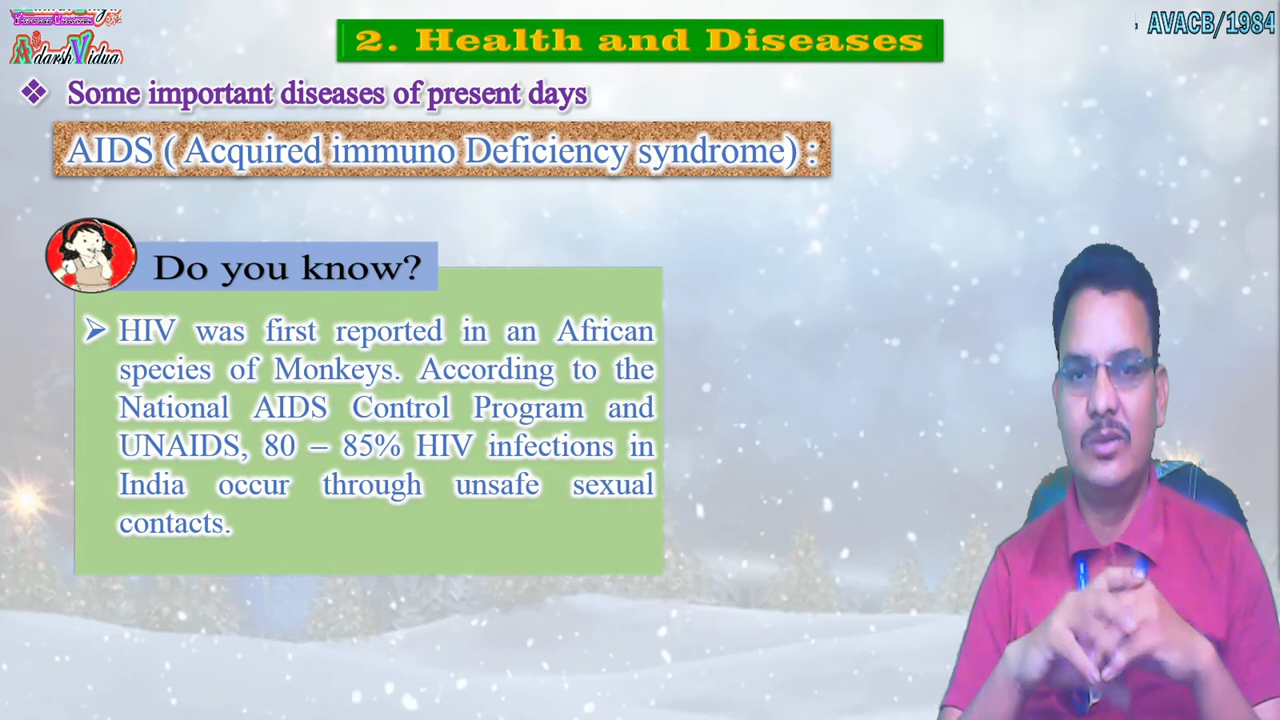 Adarsh Vidya
2. Health and Diseases
AVACB/1984
Some important diseases of present days
AIDS ( Acquired immuno Deficiency syndrome) :
Do you know?
HIV was first reported in an African
species of Monkeys. According to the
National AIDS Control Program and
UNAIDS, 80 – 85% HIV infections in
India occur through unsafe sexual
contacts.